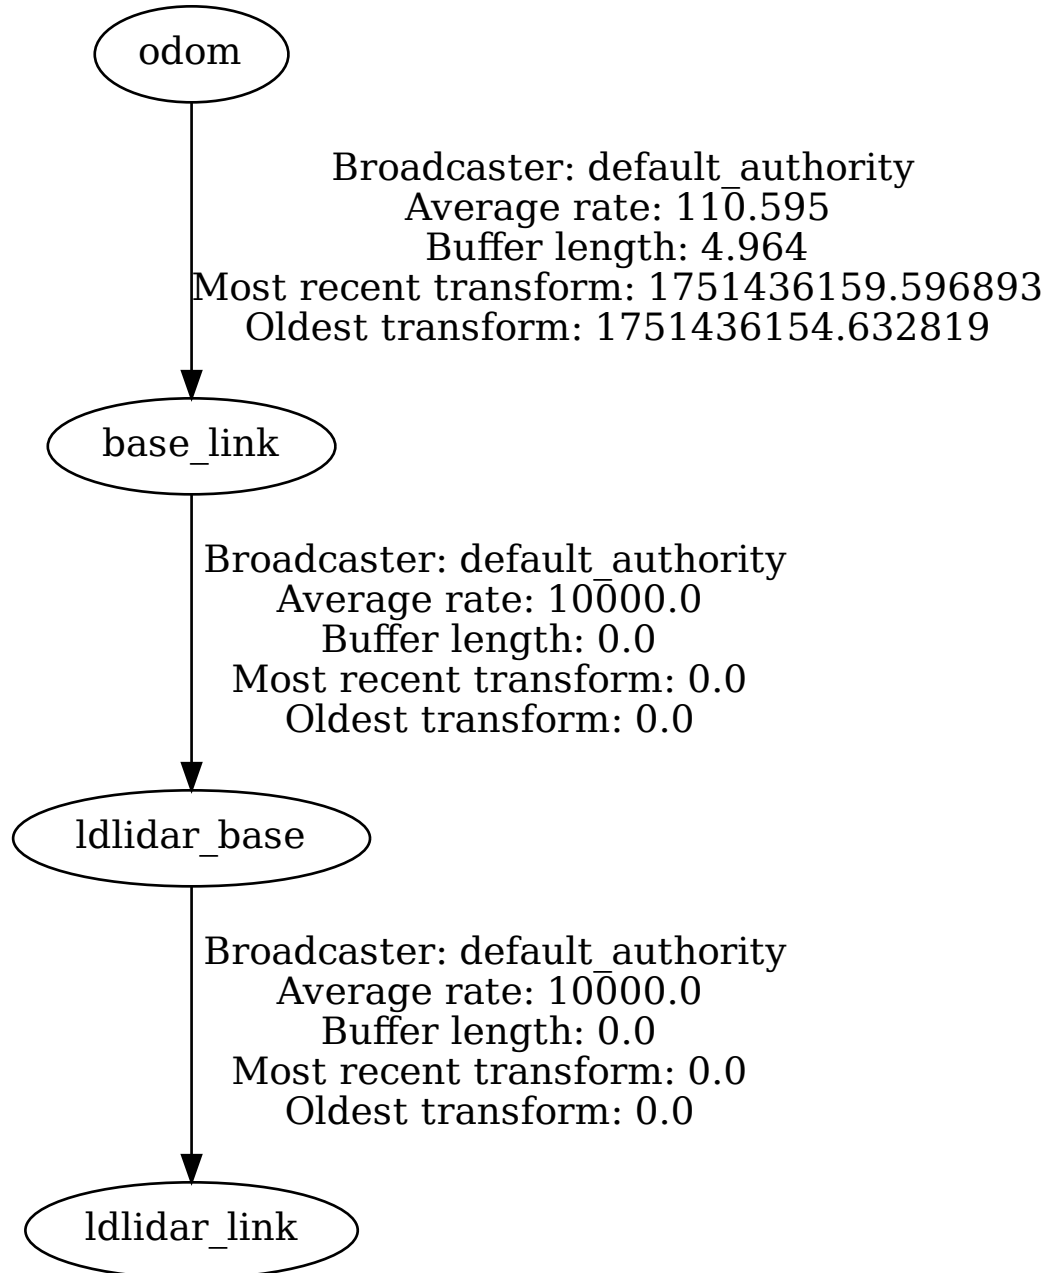 odom
Broadcaster: default_authority
Average rate: 110.595
Buffer length: 4.964
Most recent transform: 1751436159.596893
Oldest transform: 1751436154.632819
base_link
Broadcaster: default_authority
Average rate: 10000.0
Buffer length: 0.0
Most recent transform: 0.0
Oldest transform: 0.0
ldlidar_base
Broadcaster: default_authority
Average rate: 10000.0
Buffer length: 0.0
Most recent transform: 0.0
Oldest transform: 0.0
ldlidar_link